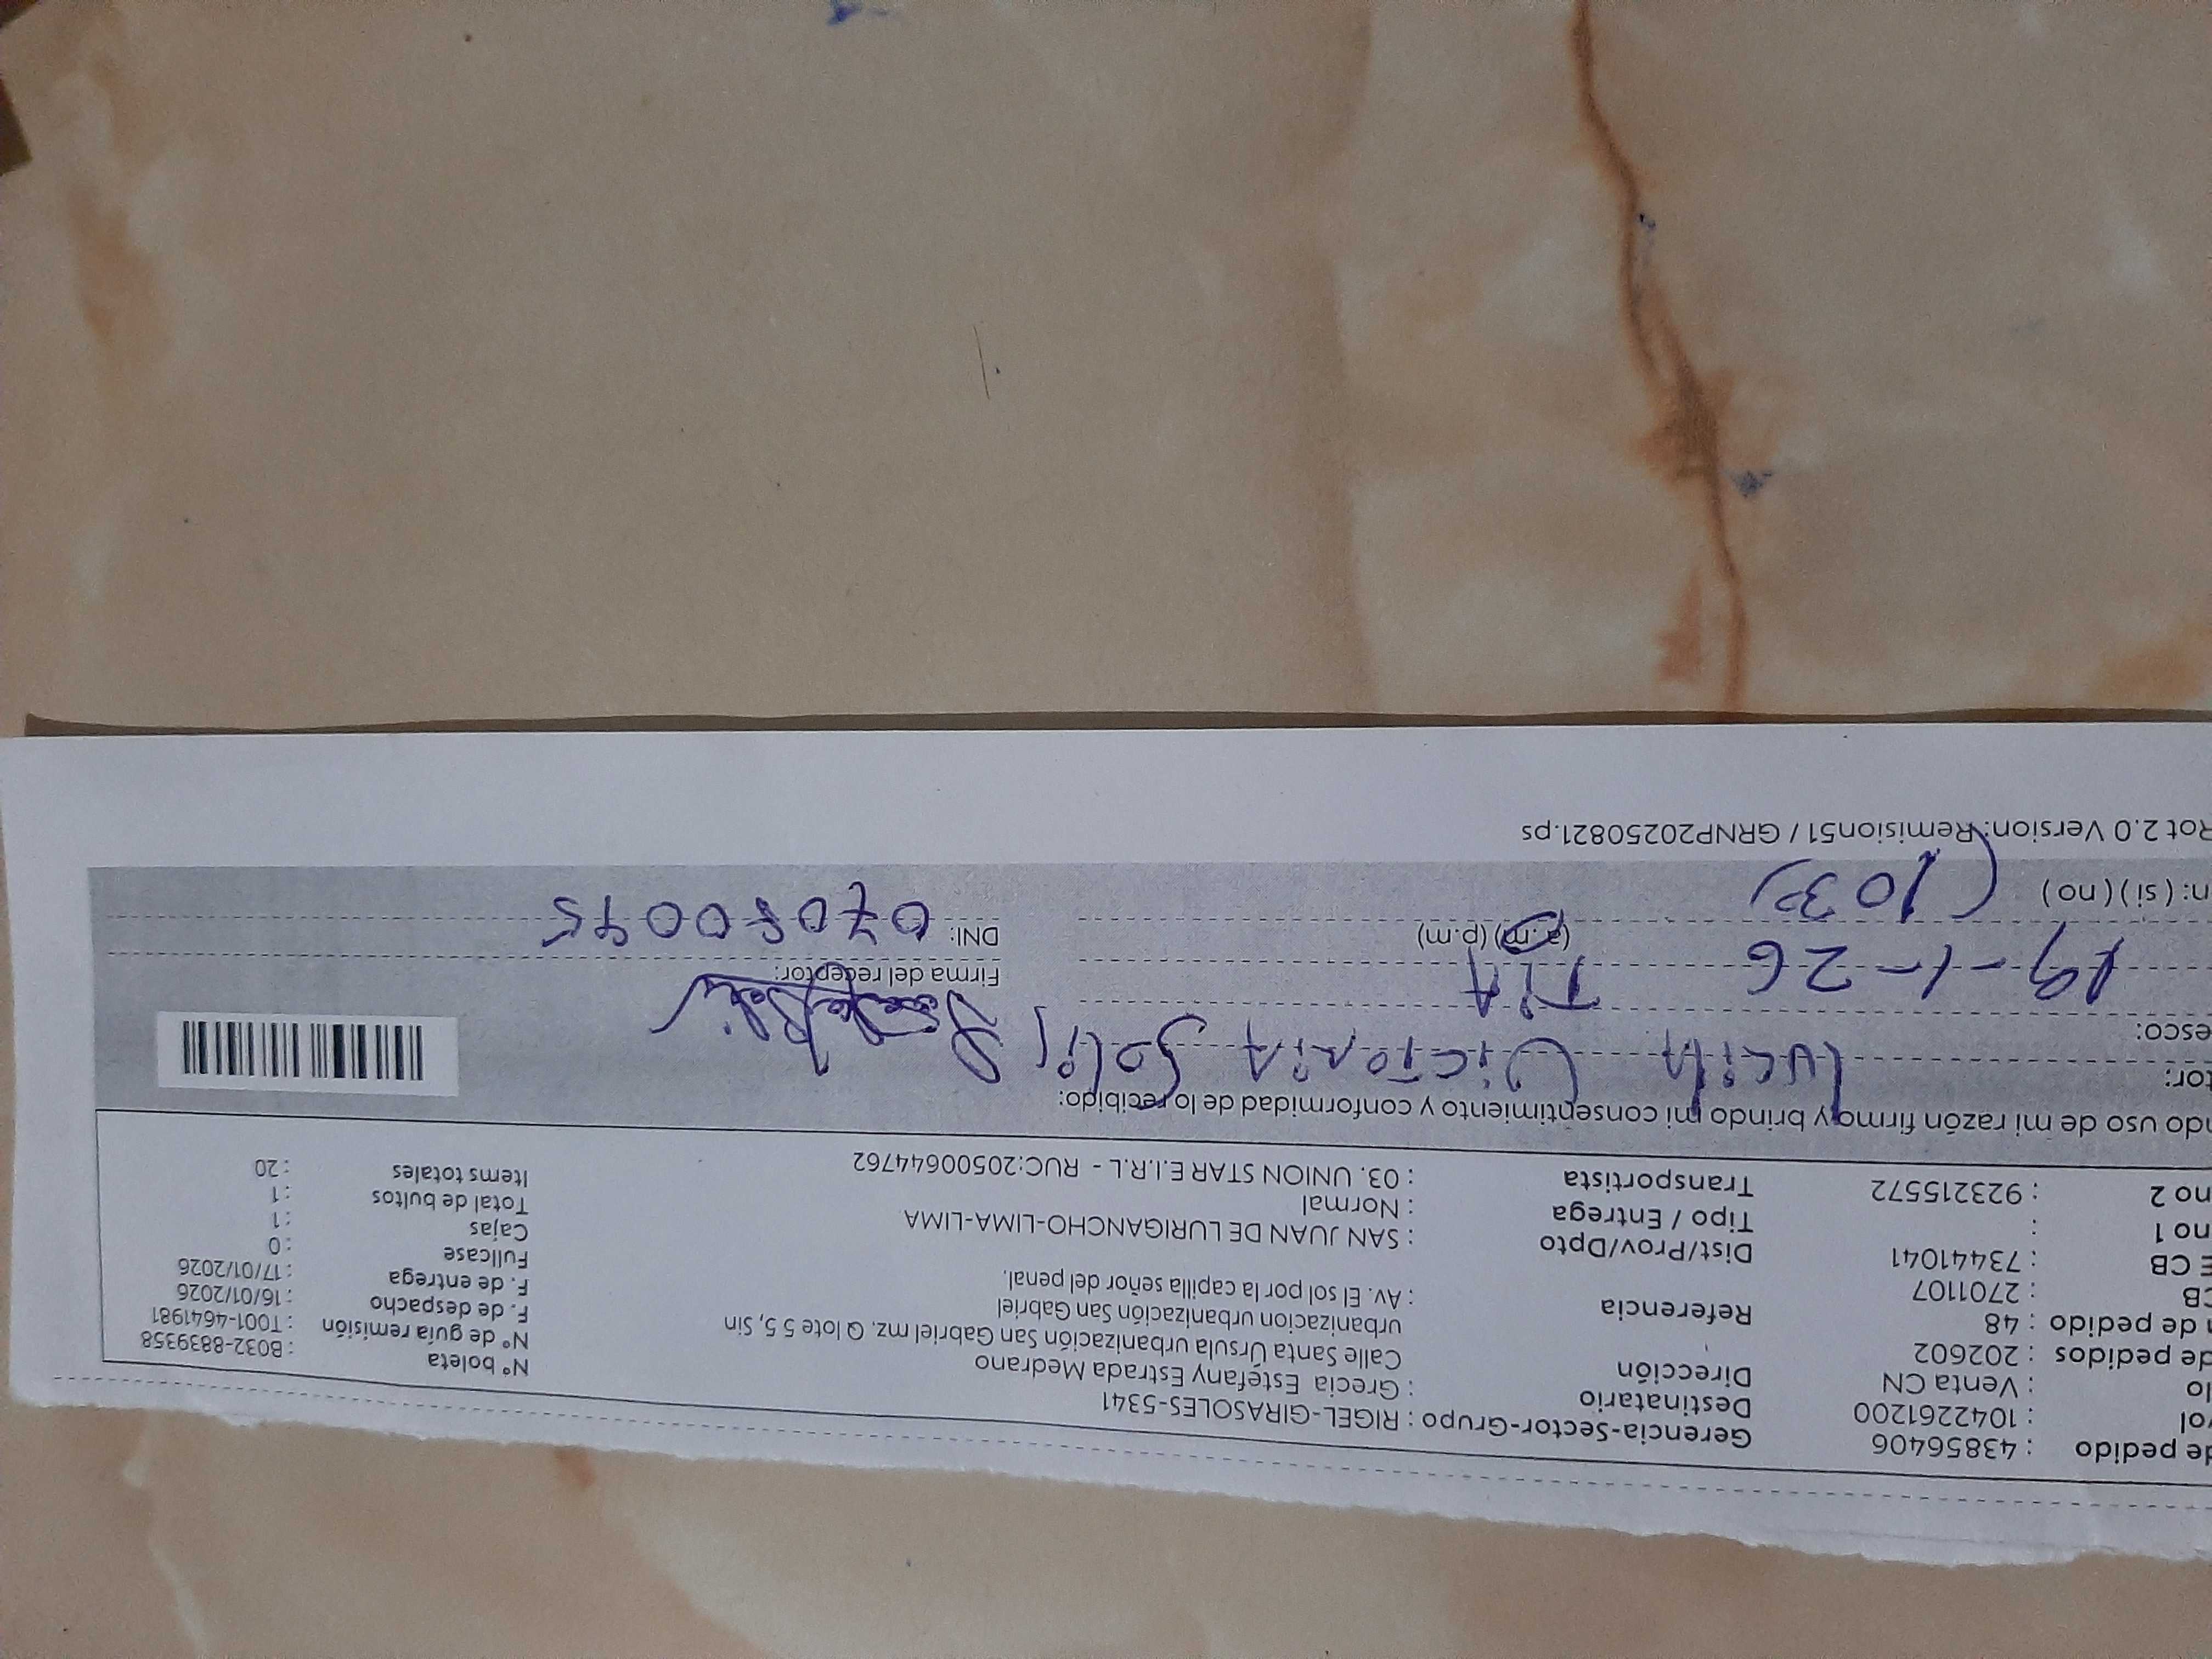 de pedido : 43856406
rol : 1042261200
lo : Venta CN
de pedidos : 202602
n de pedido : 48
CB : 2701107
E CB : 73441041
no 1 :
no 2 : 923215572
Gerencia-Sector-Grupo : RIGEL-GIRASOLES-5341
Destinatario : Grecia Estéfany Estrada Medrano
Dirección Calle Santa Úrsula urbanización San Gabriel mz. Q lote 5 5, Sin
urbanizacion urbanización San Gabriel
Referencia : Av. El sol por la capilla señor del penal.
Dist/Prov/Dpto : SAN JUAN DE LURIGANCHO-LIMA-LIMA
Tipo / Entrega : Normal
Transportista : 03. UNION STAR E.I.R.L - RUC:20500644762
N° boleta : B032-8839358
N° de guía remisión : T001-4641981
F. de despacho : 16/01/2026
F. de entrega : 17/01/2026
Fullcase : 0
Cajas : 1
Total de bultos : 1
Items totales : 20
ndo uso de mi razón firmo y brindo mi consentimiento y conformidad de lo recibido:
tor: Lucila Victoria Solis
esco: TiA
19-1-26 (a.m) (p.m)
n: ( si ) ( no ) (1032)
Firma del receptor:
DNI:
Rot 2.0 Version: Remision51 / GRNP20250821.ps